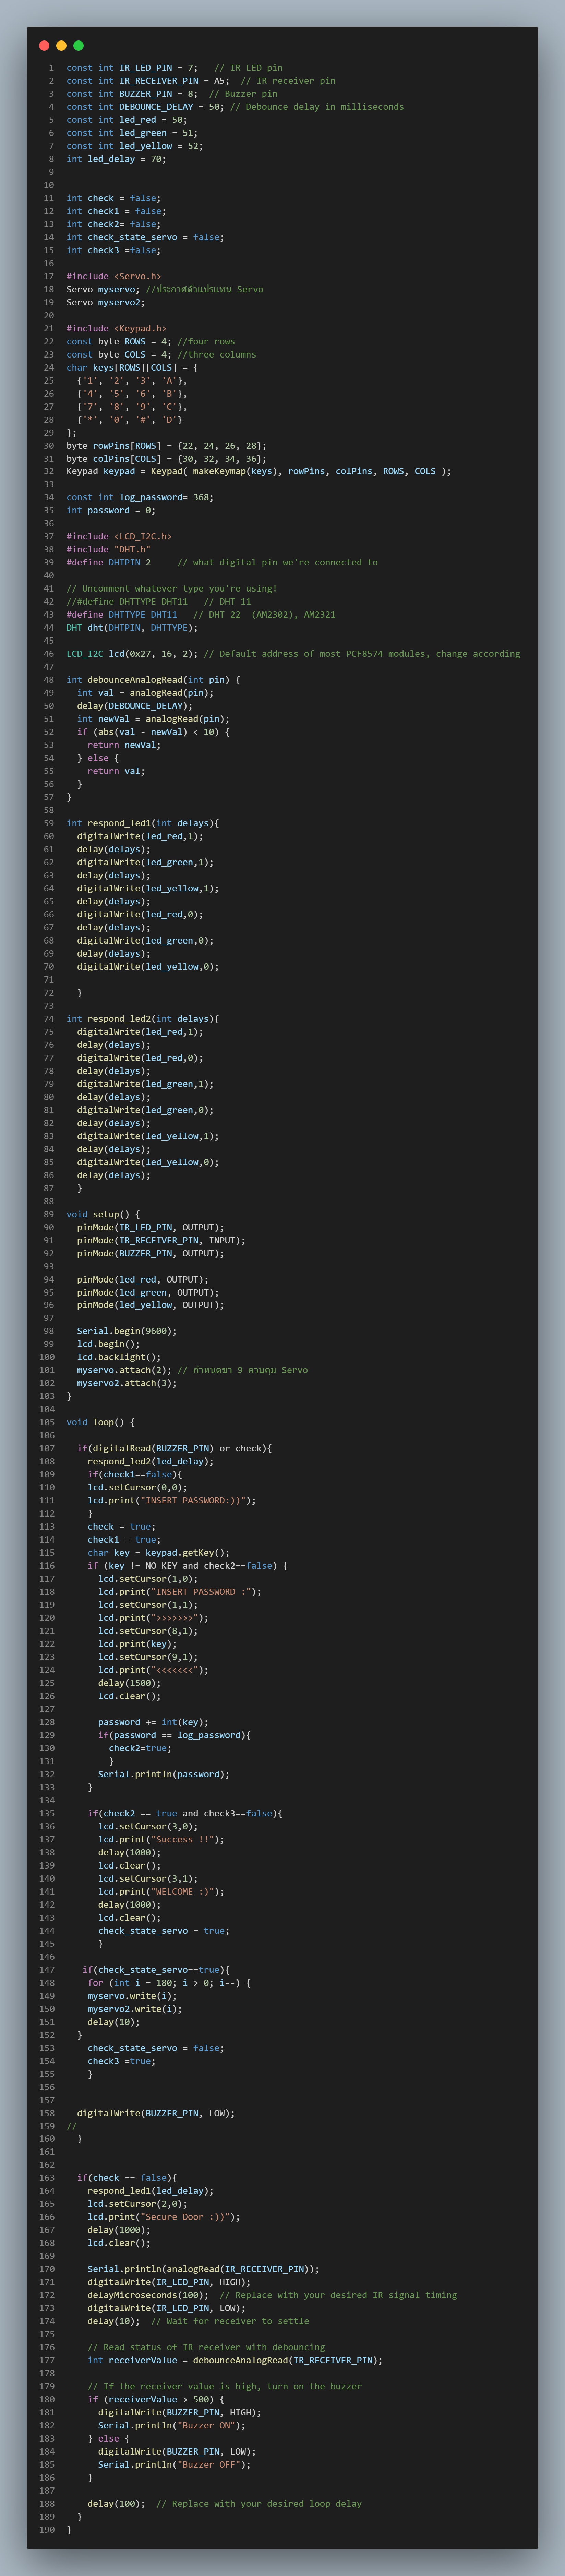 1 const int IR_LED_PIN = 7;   // IR LED pin
2 const int IR_RECEIVER_PIN = A5;  // IR receiver pin
3 const int BUZZER_PIN = 8;  // Buzzer pin
4 const int DEBOUNCE_DELAY = 50; // Debounce delay in milliseconds
5 const int led_red = 50;
6 const int led_green = 51;
7 const int led_yellow = 52;
8 int led_delay = 70;
9
10
11 int check = false;
12 int check1 = false;
13 int check2= false;
14 int check_state_servo = false;
15 int check3 =false;
16
17 #include <Servo.h>
18 Servo myservo; //ประกาศตัวแปรแทน Servo
19 Servo myservo2;
20
21 #include <Keypad.h>
22 const byte ROWS = 4; //four rows
23 const byte COLS = 4; //three columns
24 char keys[ROWS][COLS] = {
25   {'1', '2', '3', 'A'},
26   {'4', '5', '6', 'B'},
27   {'7', '8', '9', 'C'},
28   {'*', '0', '#', 'D'}
29 };
30 byte rowPins[ROWS] = {22, 24, 26, 28};
31 byte colPins[COLS] = {30, 32, 34, 36};
32 Keypad keypad = Keypad( makeKeymap(keys), rowPins, colPins, ROWS, COLS );
33
34 const int log_password= 368;
35 int password = 0;
36
37 #include <LCD_I2C.h>
38 #include "DHT.h"
39 #define DHTPIN 2     // what digital pin we're connected to
40
41 // Uncomment whatever type you're using!
42 //#define DHTTYPE DHT11   // DHT 11
43 #define DHTTYPE DHT11   // DHT 22  (AM2302), AM2321
44 DHT dht(DHTPIN, DHTTYPE);
45
46 LCD_I2C lcd(0x27, 16, 2); // Default address of most PCF8574 modules, change according
47
48 int debounceAnalogRead(int pin) {
49   int val = analogRead(pin);
50   delay(DEBOUNCE_DELAY);
51   int newVal = analogRead(pin);
52   if (abs(val - newVal) < 10) {
53     return newVal;
54   } else {
55     return val;
56   }
57 }
58
59 int respond_led1(int delays){
60   digitalWrite(led_red,1);
61   delay(delays);
62   digitalWrite(led_green,1);
63   delay(delays);
64   digitalWrite(led_yellow,1);
65   delay(delays);
66   digitalWrite(led_red,0);
67   delay(delays);
68   digitalWrite(led_green,0);
69   delay(delays);
70   digitalWrite(led_yellow,0);
71
72   }
73
74 int respond_led2(int delays){
75   digitalWrite(led_red,1);
76   delay(delays);
77   digitalWrite(led_red,0);
78   delay(delays);
79   digitalWrite(led_green,1);
80   delay(delays);
81   digitalWrite(led_green,0);
82   delay(delays);
83   digitalWrite(led_yellow,1);
84   delay(delays);
85   digitalWrite(led_yellow,0);
86   delay(delays);
87   }
88
89 void setup() {
90   pinMode(IR_LED_PIN, OUTPUT);
91   pinMode(IR_RECEIVER_PIN, INPUT);
92   pinMode(BUZZER_PIN, OUTPUT);
93
94   pinMode(led_red, OUTPUT);
95   pinMode(led_green, OUTPUT);
96   pinMode(led_yellow, OUTPUT);
97
98   Serial.begin(9600);
99   lcd.begin();
100   lcd.backlight();
101   myservo.attach(2); // กำหนดขา 9 ควบคุม Servo
102   myservo2.attach(3);
103 }
104
105 void loop() {
106
107   if(digitalRead(BUZZER_PIN) or check){
108     respond_led2(led_delay);
109     if(check1==false){
110     lcd.setCursor(0,0);
111     lcd.print("INSERT PASSWORD:))");
112     }
113     check = true;
114     check1 = true;
115     char key = keypad.getKey();
116     if (key != NO_KEY and check2==false) {
117       lcd.setCursor(1,0);
118       lcd.print("INSERT PASSWORD :");
119       lcd.setCursor(1,1);
120       lcd.print(">>>>>>>");
121       lcd.setCursor(8,1);
122       lcd.print(key);
123       lcd.setCursor(9,1);
124       lcd.print("<<<<<<<");
125       delay(1500);
126       lcd.clear();
127
128       password += int(key);
129       if(password == log_password){
130         check2=true;
131         }
132       Serial.println(password);
133     }
134
135     if(check2 == true and check3==false){
136       lcd.setCursor(3,0);
137       lcd.print("Success !!");
138       delay(1000);
139       lcd.clear();
140       lcd.setCursor(3,1);
141       lcd.print("WELCOME :)");
142       delay(1000);
143       lcd.clear();
144       check_state_servo = true;
145       }
146
147    if(check_state_servo==true){
148     for (int i = 180; i > 0; i--) {
149     myservo.write(i);
150     myservo2.write(i);
151     delay(10);
152   }
153     check_state_servo = false;
154     check3 =true;
155     }
156
157
158   digitalWrite(BUZZER_PIN, LOW);
159 //
160   }
161
162
163   if(check == false){
164     respond_led1(led_delay);
165     lcd.setCursor(2,0);
166     lcd.print("Secure Door :))");
167     delay(1000);
168     lcd.clear();
169
170     Serial.println(analogRead(IR_RECEIVER_PIN));
171     digitalWrite(IR_LED_PIN, HIGH);
172     delayMicroseconds(100);  // Replace with your desired IR signal timing
173     digitalWrite(IR_LED_PIN, LOW);
174     delay(10);  // Wait for receiver to settle
175
176     // Read status of IR receiver with debouncing
177     int receiverValue = debounceAnalogRead(IR_RECEIVER_PIN);
178
179     // If the receiver value is high, turn on the buzzer
180     if (receiverValue > 500) {
181       digitalWrite(BUZZER_PIN, HIGH);
182       Serial.println("Buzzer ON");
183     } else {
184       digitalWrite(BUZZER_PIN, LOW);
185       Serial.println("Buzzer OFF");
186     }
187
188     delay(100);  // Replace with your desired loop delay
189   }
190 }